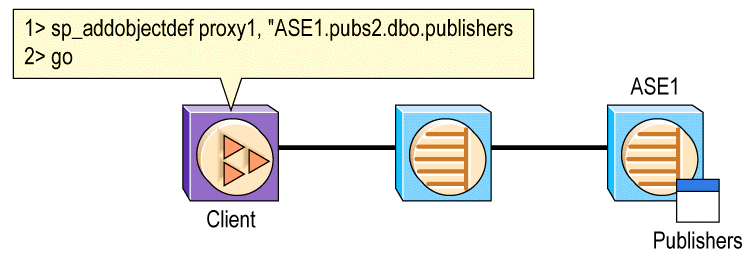 1> sp_addobjectdef proxy1, "ASE1.pubs2.dbo.publishers
2> go
ASE1
Client
Publishers